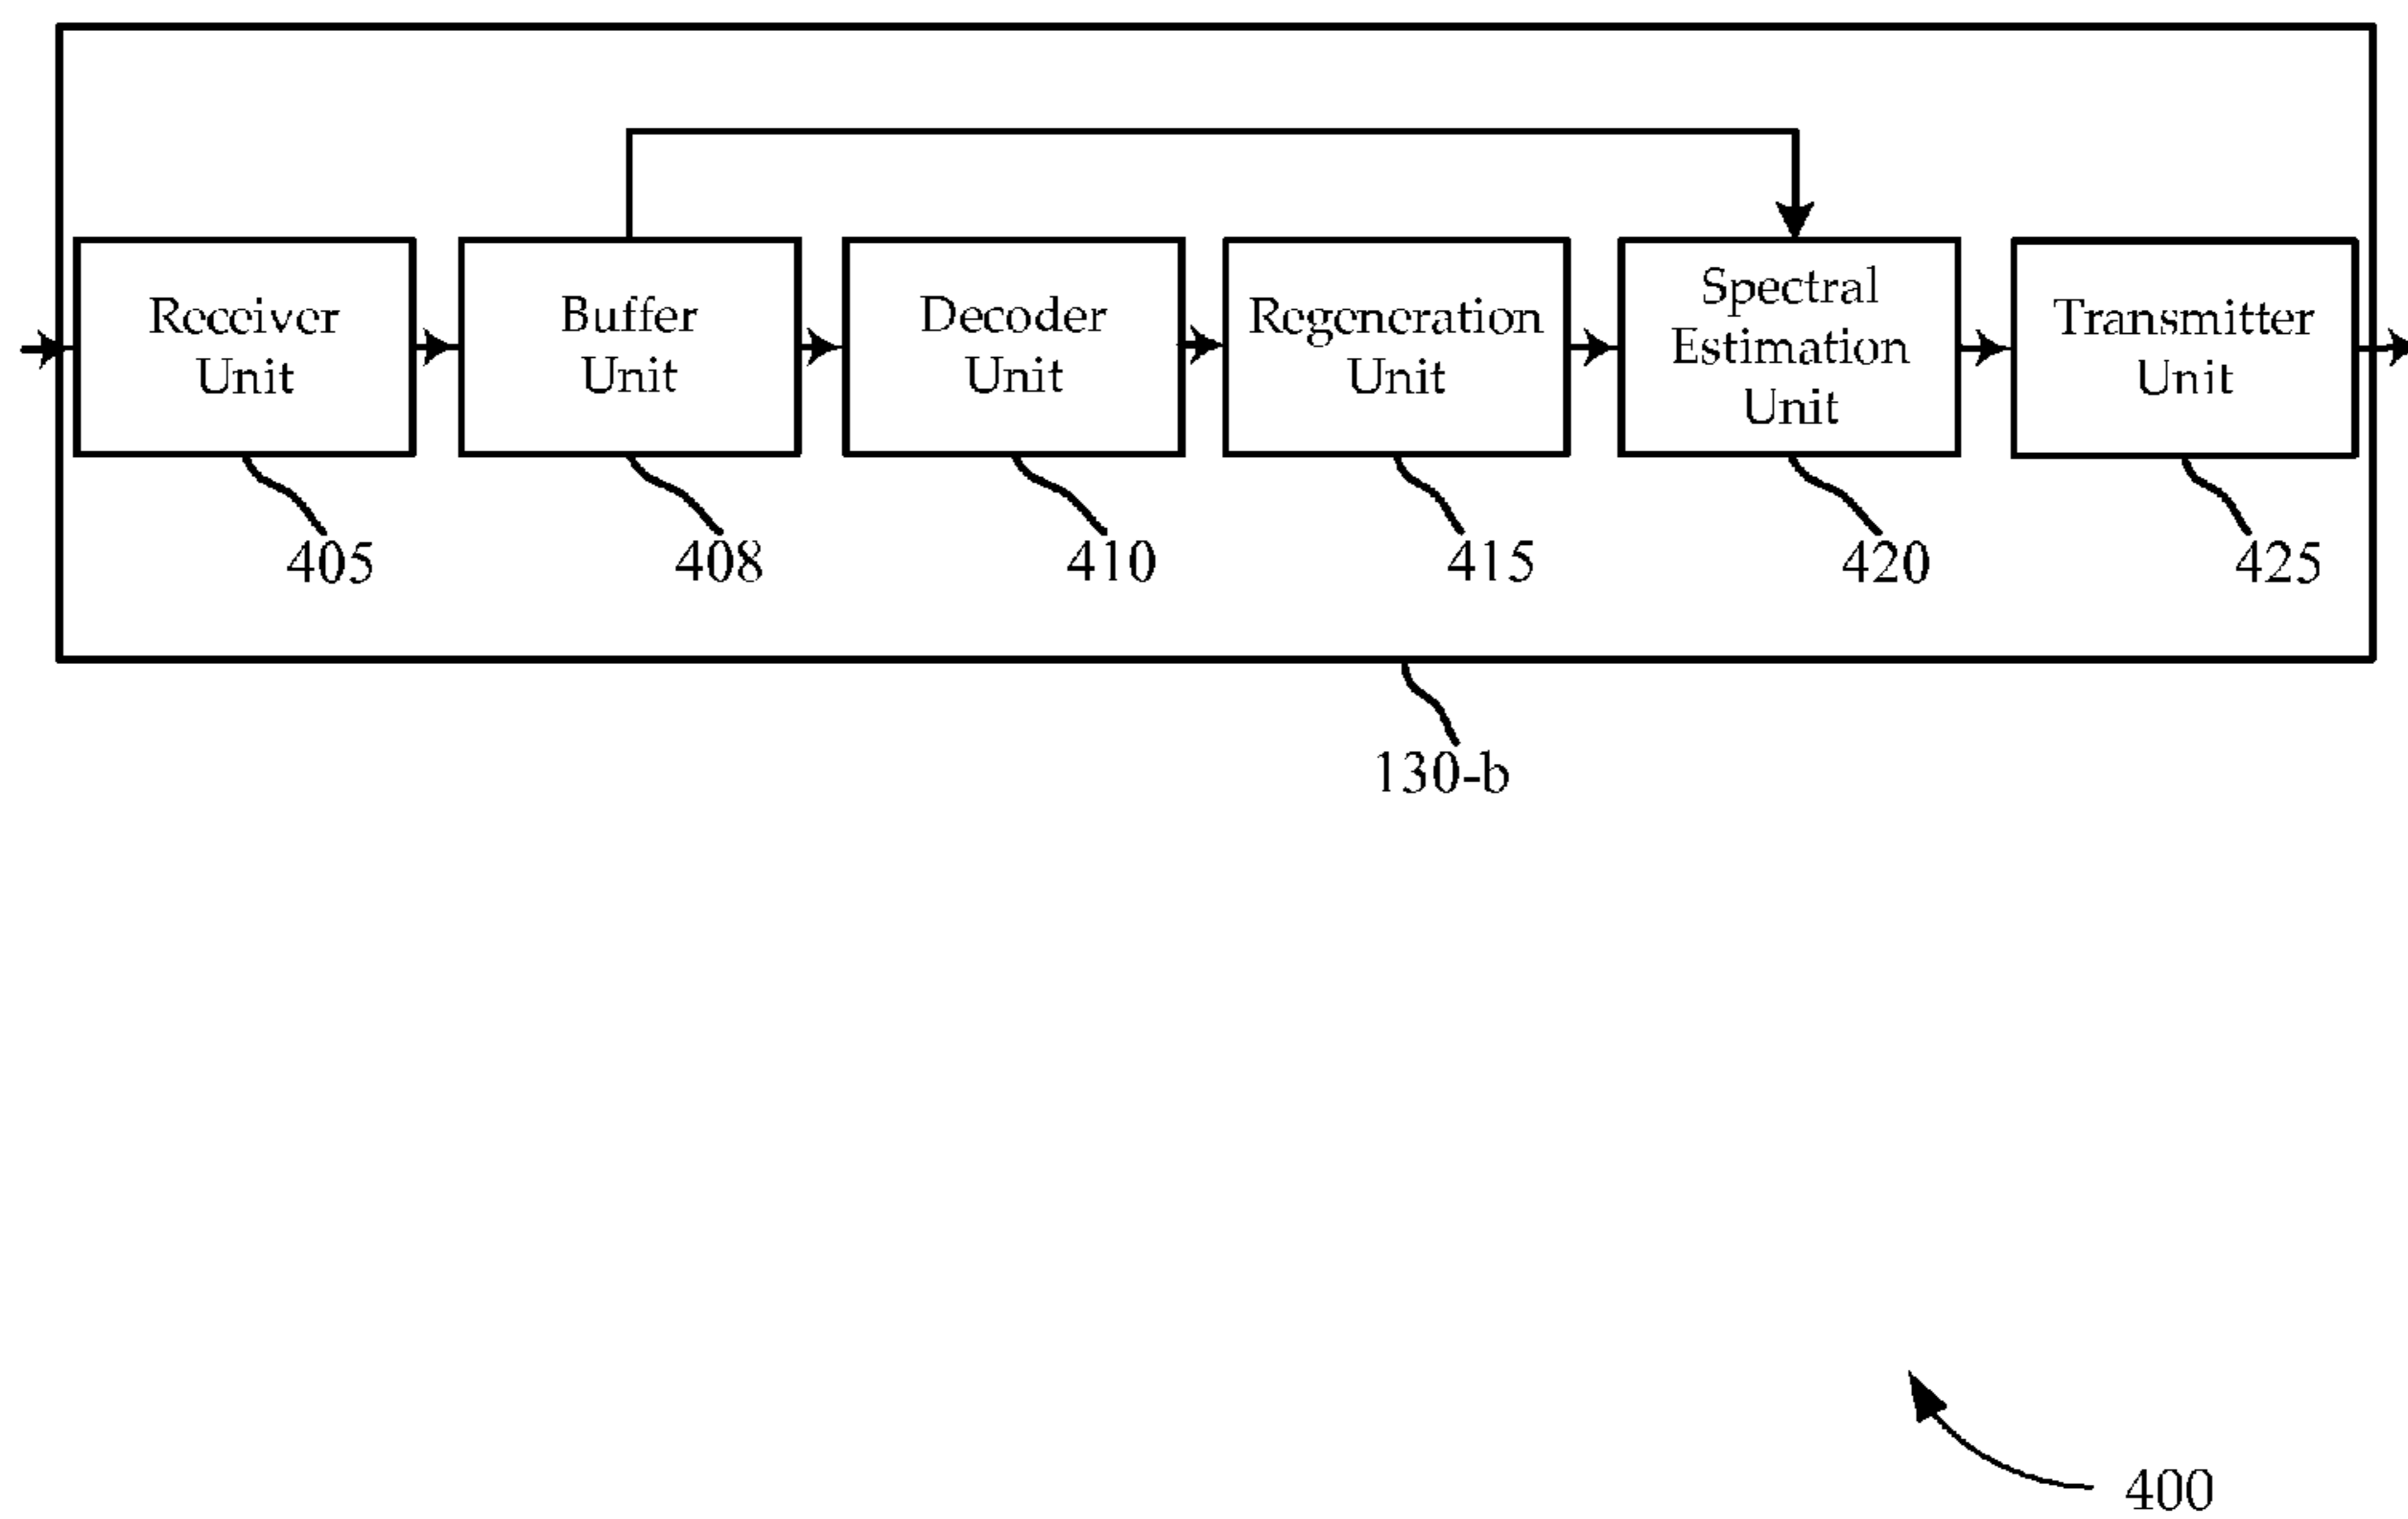 Receiver
Unit
Buffer
Unit
Decoder
Unit
Regeneration
Unit
Spectral
Estimation
Unit
Transmitter
Unit
405
408
410
415
420
425
130-b
400